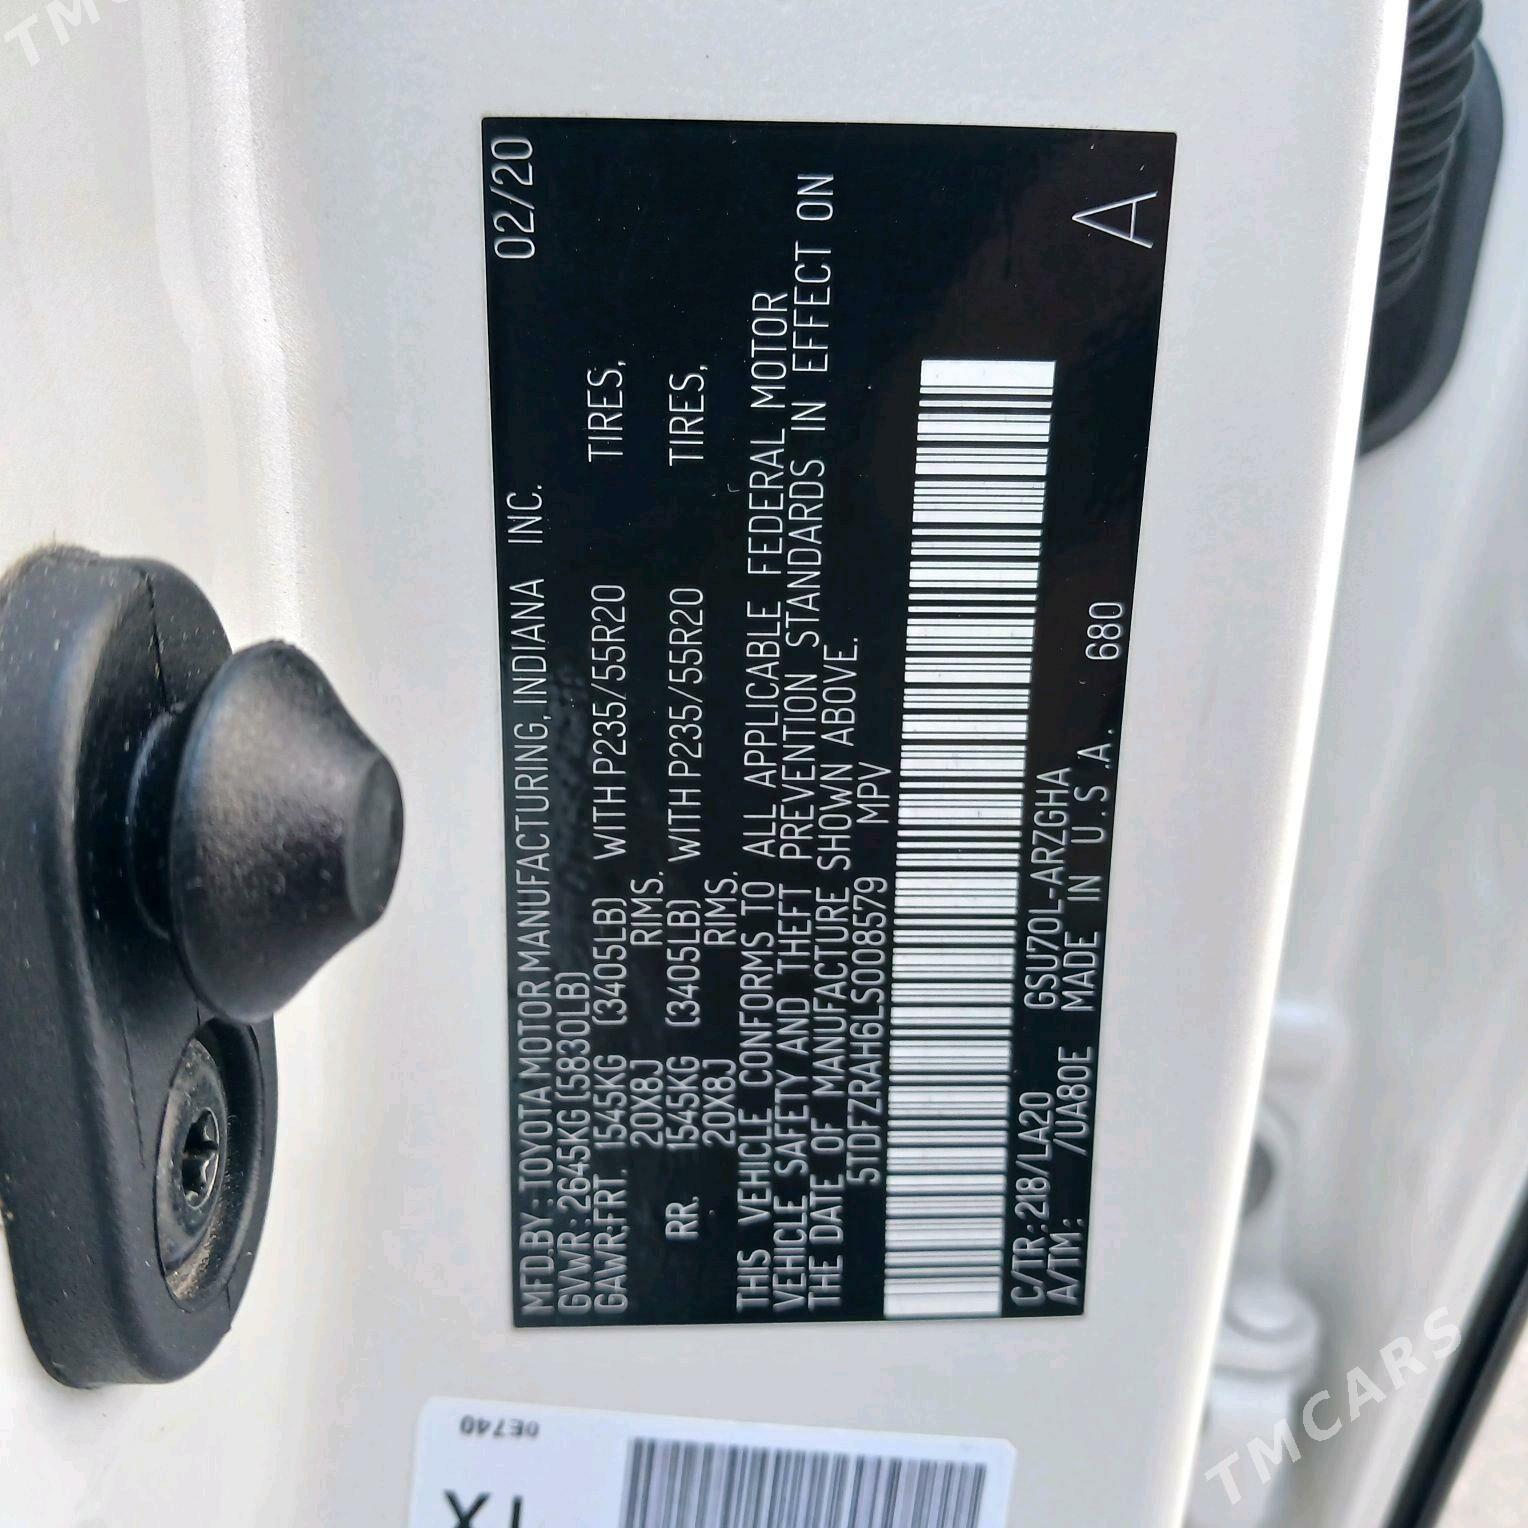 MFD.BY: TOYOTA MOTOR MANUFACTURING, INDIANA INC. 02/20
GVWR: 2645KG (5830LB)
GAWR: FRT. 1545KG (3405LB) WITH P235/55R20 TIRES,
20X8J RIMS.
RR. 1545KG (3405LB) WITH P235/55R20 TIRES,
20X8J RIMS.
THIS VEHICLE CONFORMS TO ALL APPLICABLE FEDERAL MOTOR
VEHICLE SAFETY AND THEFT PREVENTION STANDARDS IN EFFECT ON
THE DATE OF MANUFACTURE SHOWN ABOVE.
5TDFZRAH6LS008579 MPV
C/TR: 218/LA20 GSU70L-ARZGHA
A/TM: /UA80E MADE IN U.S.A. 680 A
0E740
TMCARS